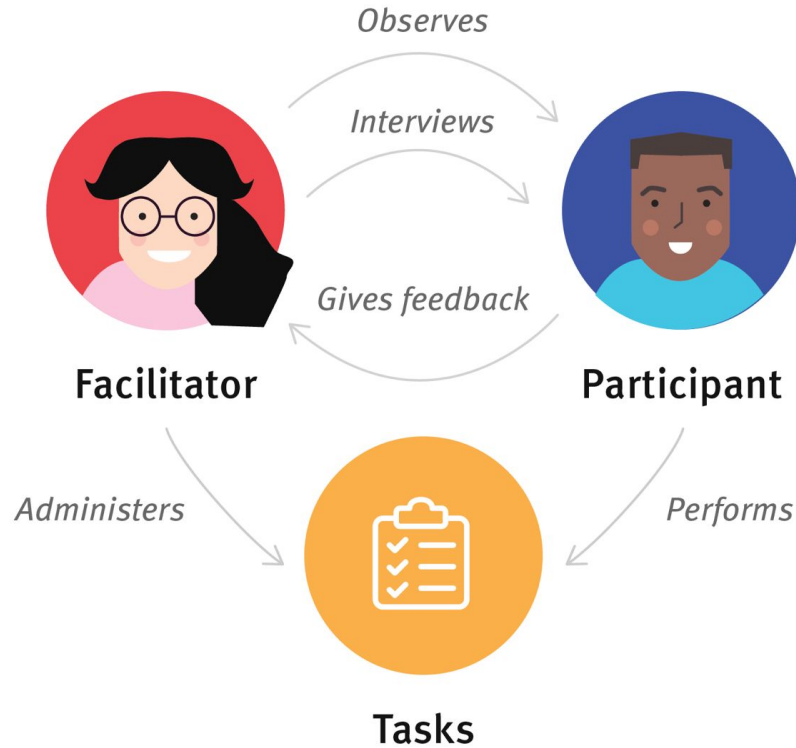 Observes
Interviews
Gives feedback
Facilitator
Participant
Administers
Performs
Tasks